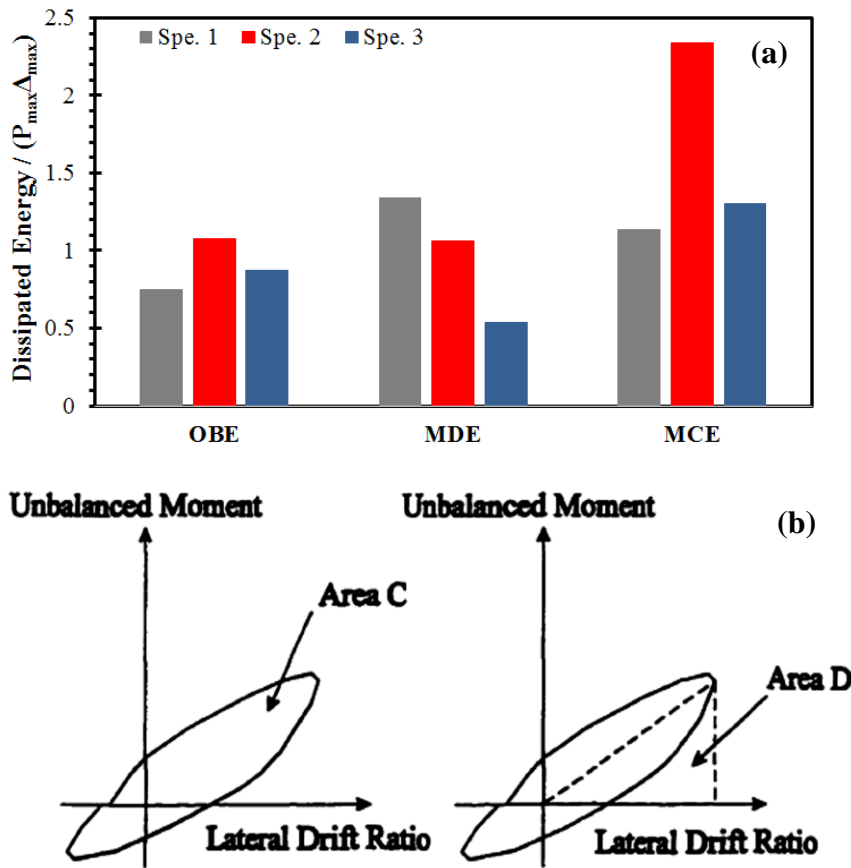 Dissipated Energy / (PmaxΔmax)
2.5
2
1.5
1
0.5
0
Spe. 1 Spe. 2 Spe. 3
(a)
OBE MDE MCE
Unbalanced Moment
Area C
Lateral Drift Ratio
Unbalanced Moment
(b)
Area D
Lateral Drift Ratio